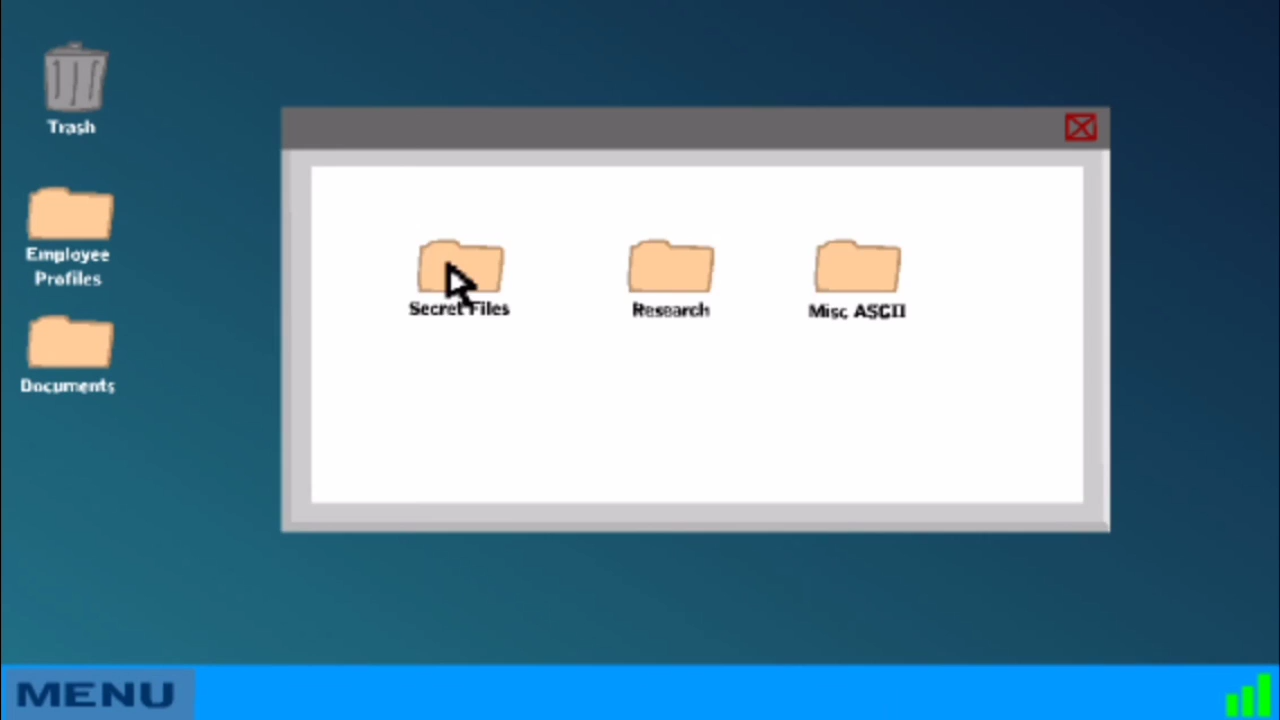 Trash
Employee
Profiles
Documents
Secret Files
Research
Misc ASCII
MENU